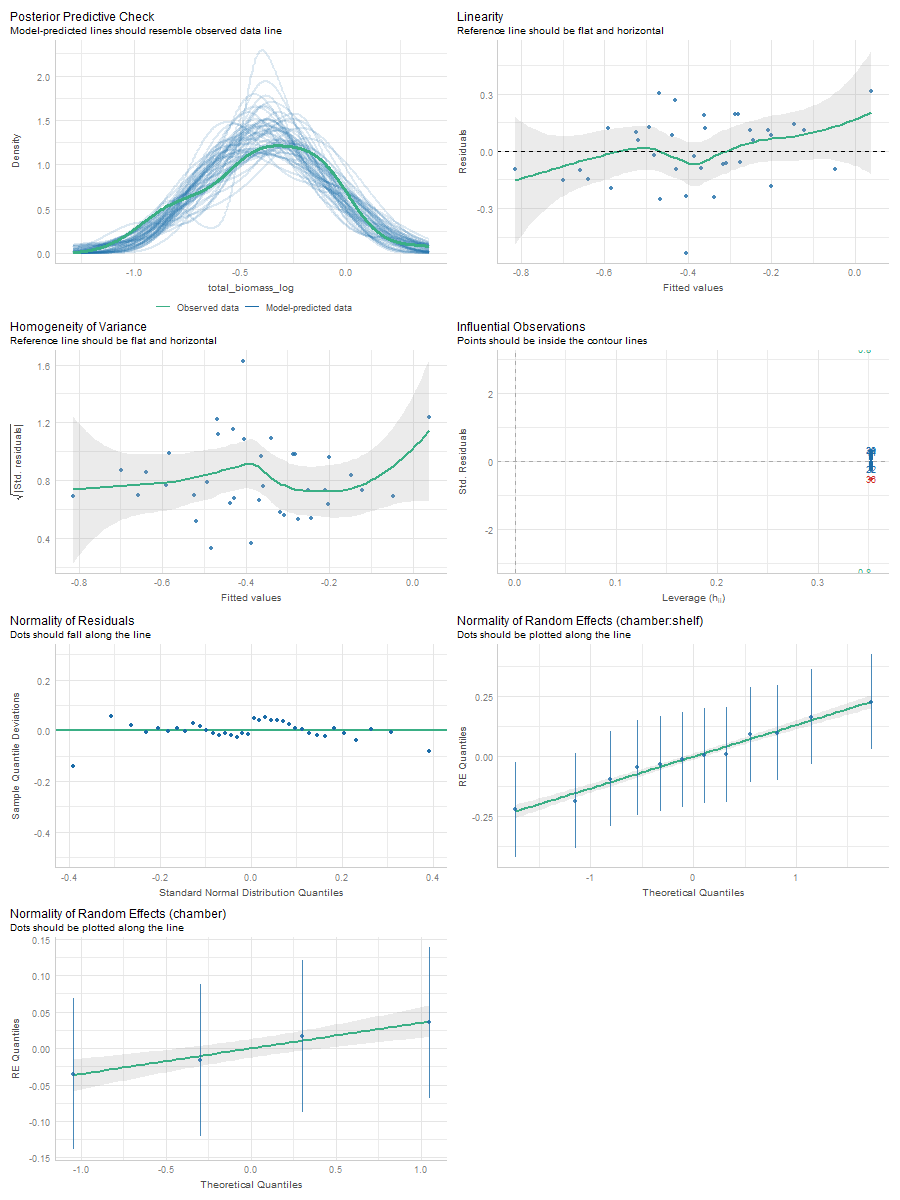 Posterior Predictive Check
Model-predicted lines should resemble observed data line
2.0
1.5
1.0
0.5
0.0
Density
-1.0 -0.5 0.0
total_biomass_log
Observed data Model-predicted data
Linearity
Reference line should be flat and horizontal
0.3
0.0
-0.3
Residuals
-0.8 -0.6 -0.4 -0.2 0.0
Fitted values
Homogeneity of Variance
Reference line should be flat and horizontal
1.6
1.2
0.8
0.4
√|Std. residuals|
-0.8 -0.6 -0.4 -0.2 0.0
Fitted values
Influential Observations
Points should be inside the contour lines
2
0
-2
Std. Residuals
0.0 0.1 0.2 0.3
Leverage (hii)
Normality of Residuals
Dots should fall along the line
0.2
0.0
-0.2
-0.4
Sample Quantile Deviations
-0.4 -0.2 0.0 0.2 0.4
Standard Normal Distribution Quantiles
Normality of Random Effects (chamber:shelf)
Dots should be plotted along the line
0.25
0.00
-0.25
RE Quantiles
-1 0 1
Theoretical Quantiles
Normality of Random Effects (chamber)
Dots should be plotted along the line
0.15
0.10
0.05
0.00
-0.05
-0.10
-0.15
RE Quantiles
-1.0 -0.5 0.0 0.5 1.0
Theoretical Quantiles